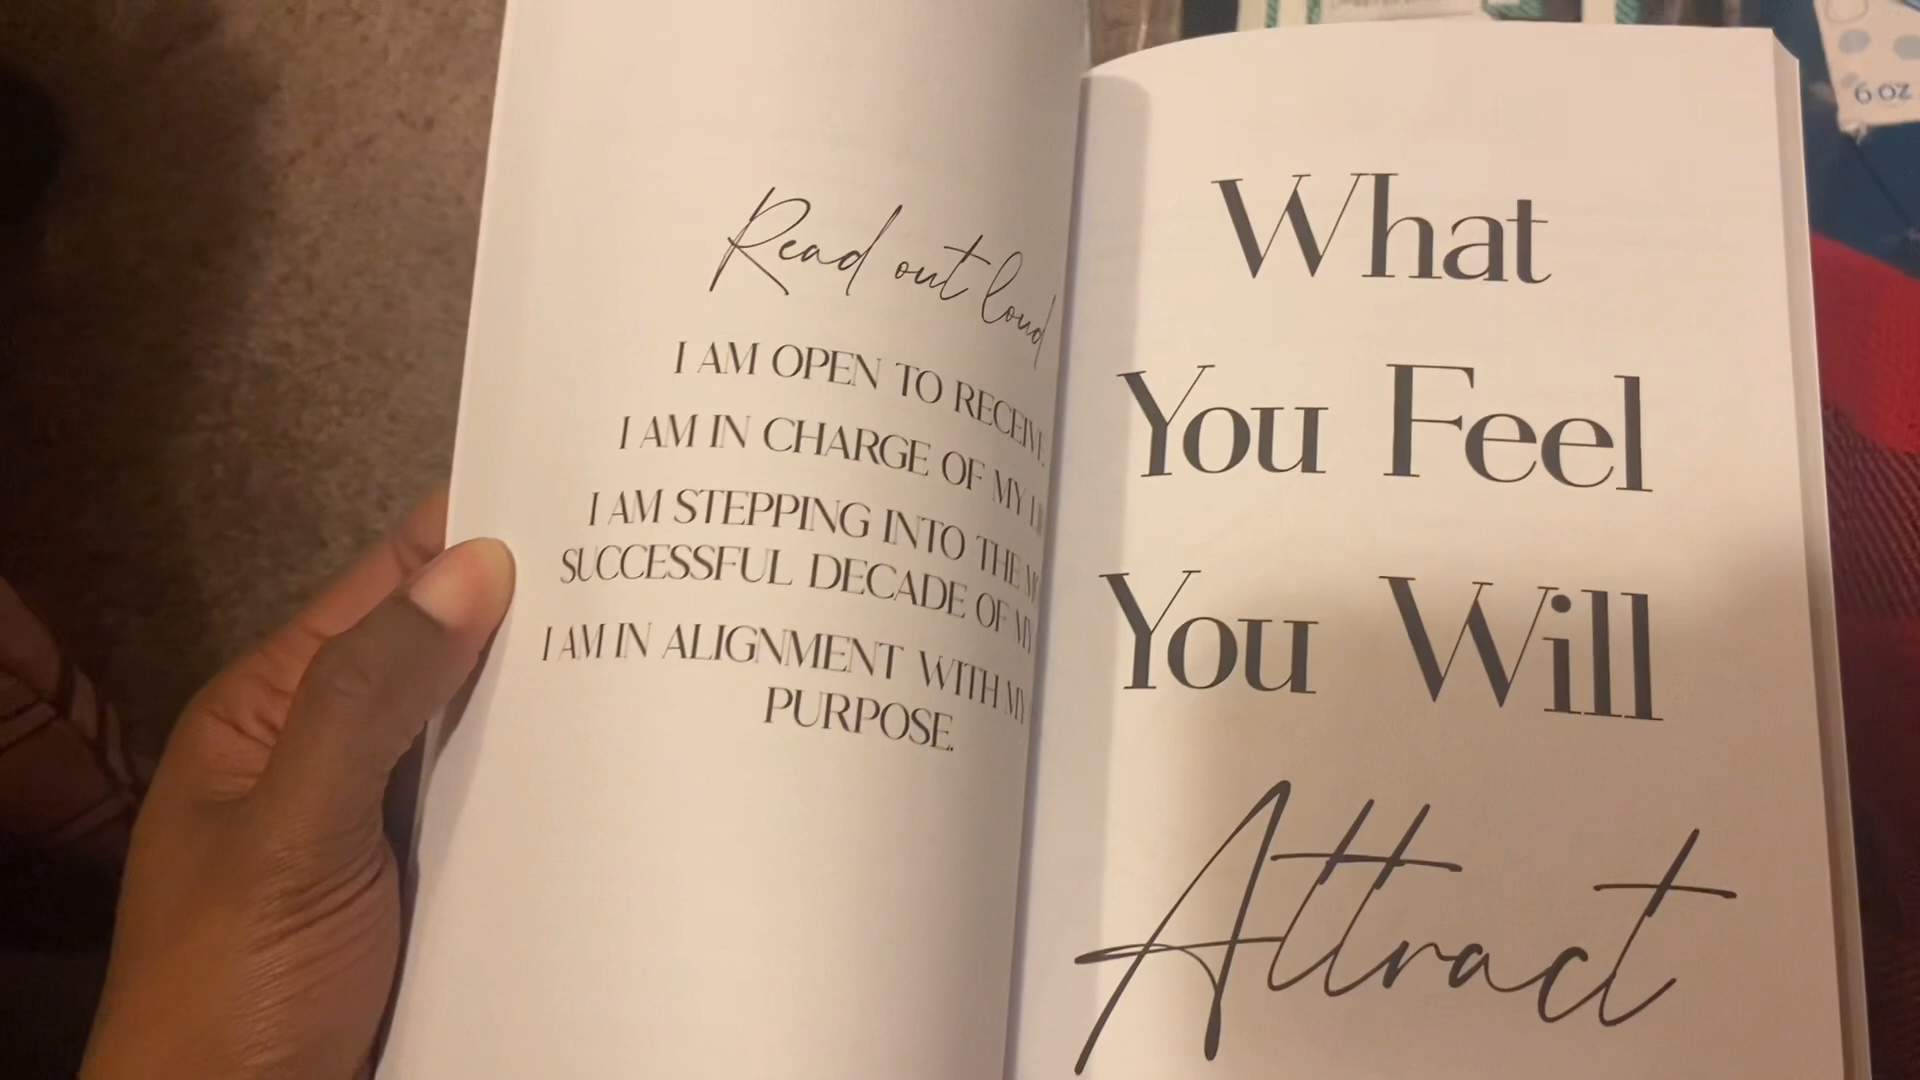 Read out loud
I AM OPEN TO RECEIVE
I AM IN CHARGE OF MY
I AM STEPPING INTO THE
SUCCESSFUL DECADE OF MY
I AM IN ALIGNMENT WITH MY
PURPOSE.
What
You Feel
You Will
Attract
6 OZ